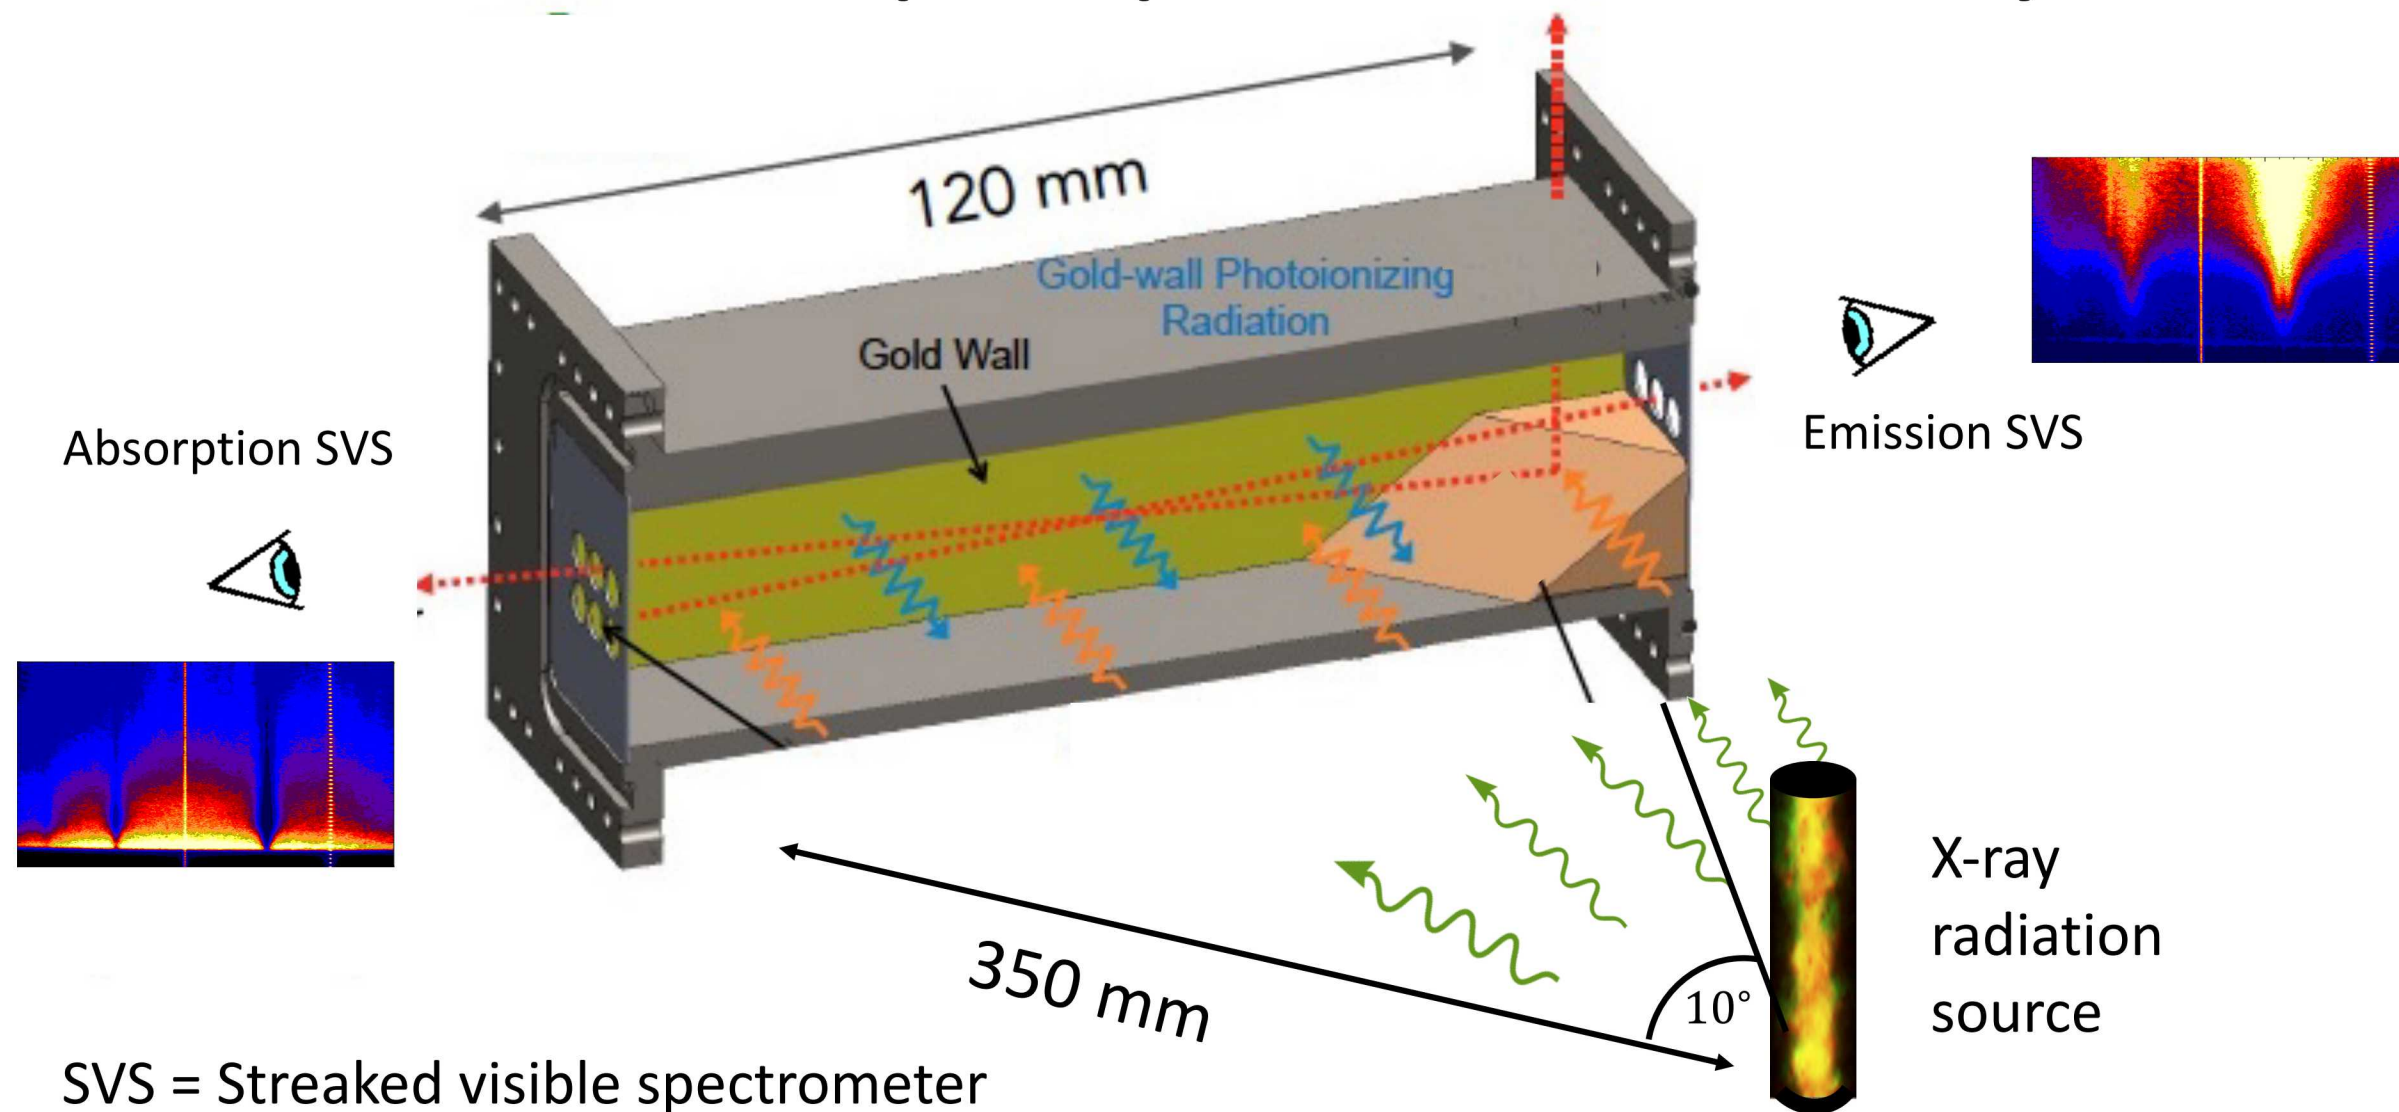 120 mm
Gold-wall Photoionizing
Radiation
Gold Wall
Absorption SVS
Emission SVS
350 mm
10°
X-ray
radiation
source
SVS = Streaked visible spectrometer